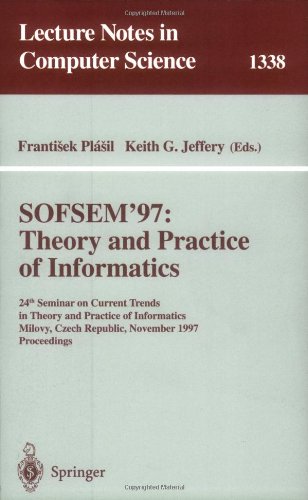 Lecture Notes in
Computer Science 1338
František Plášil Keith G. Jeffery (Eds.)
SOFSEM'97:
Theory and Practice
of Informatics
24th Seminar on Current Trends
in Theory and Practice of Informatics
Milovy, Czech Republic, November 1997
Proceedings
Springer